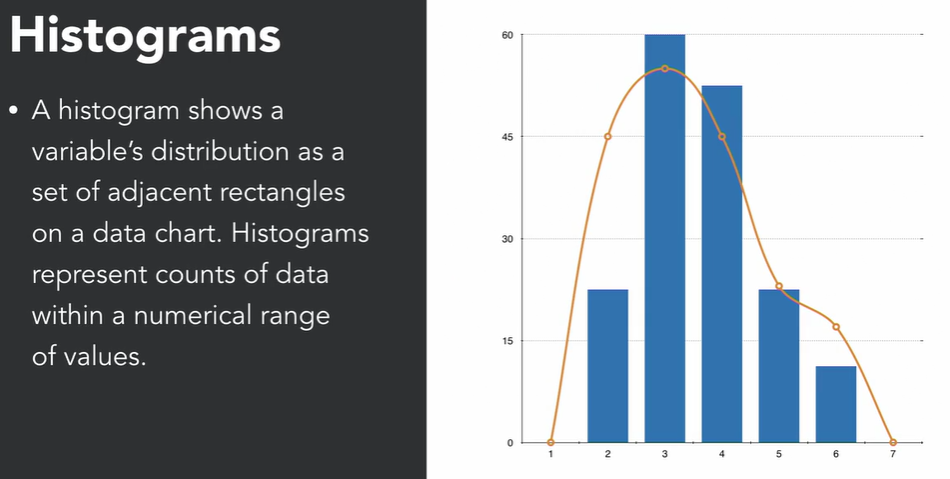 Histograms
• A histogram shows a
variable’s distribution as a
set of adjacent rectangles
on a data chart. Histograms
represent counts of data
within a numerical range
of values.
60
45
30
15
0
1 2 3 4 5 6 7